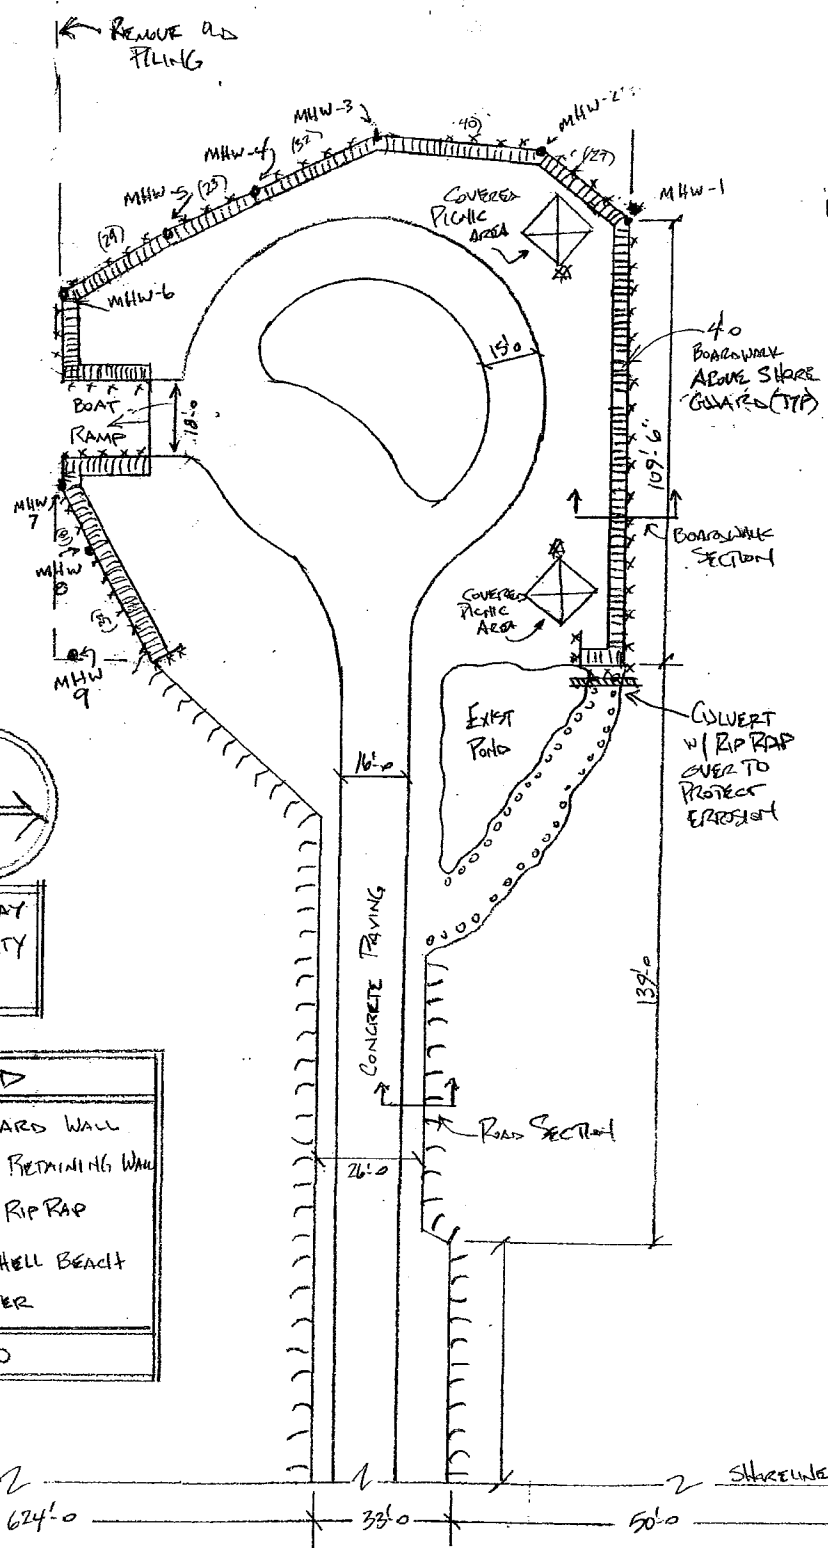 REMOVE OLD
PILING
MHW-3
40)
MHW-2
(32)
(27)
MHW-4
MHW-1
MHW-5
(23)
COVERED
PICNIC
AREA
(29)
MHW-6
15'-0
4'-0
BOARDWALK
ABOVE SHORE
GUARD (TYP)
BOAT
RAMP
18'-0
109'-6"
MHW
7
BOARDWALK
SECTION
MHW
8
COVERED
PICNIC
AREA
MHW
9
EXIST
POND
CULVERT
W/ RIP RAP
OVER TO
PROTECT
ERROSION
16'-0
AY
TY
CONCRETE PAVING
139'-0
D
ARD WALL
RETAINING WALL
RIP RAP
HELL BEACH
ER
ROAD SECTION
26'-0
SHORELINE
624'-0
33'-0
50'-0